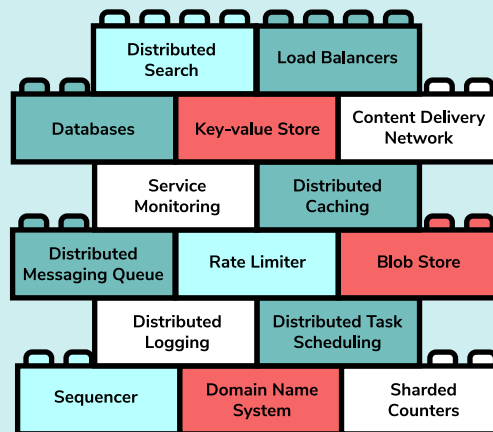 Distributed
Search
Load Balancers
Databases
Key-value Store
Content Delivery
Network
Service
Monitoring
Distributed
Caching
Distributed
Messaging Queue
Rate Limiter
Blob Store
Distributed
Logging
Distributed Task
Scheduling
Sequencer
Domain Name
System
Sharded
Counters